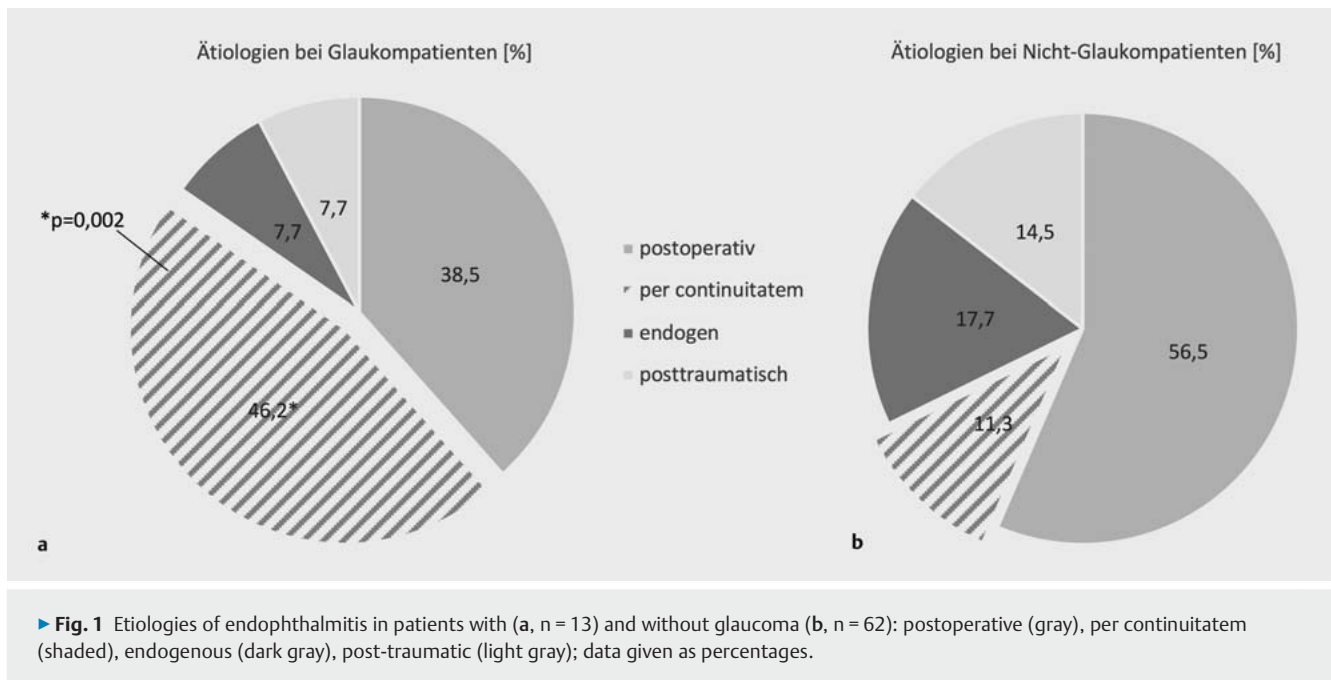 Ätiologien bei Glaukompatienten [%]
7,7
7,7
*p=0,002
38,5
46,2*
a
postoperativ
per continuitatem
endogen
posttraumatisch
Ätiologien bei Nicht-Glaukompatienten [%]
14,5
17,7
56,5
11,3
b
► Fig. 1 Etiologies of endophthalmitis in patients with (a, n = 13) and without glaucoma (b, n = 62): postoperative (gray), per continuitatem
(shaded), endogenous (dark gray), post-traumatic (light gray); data given as percentages.